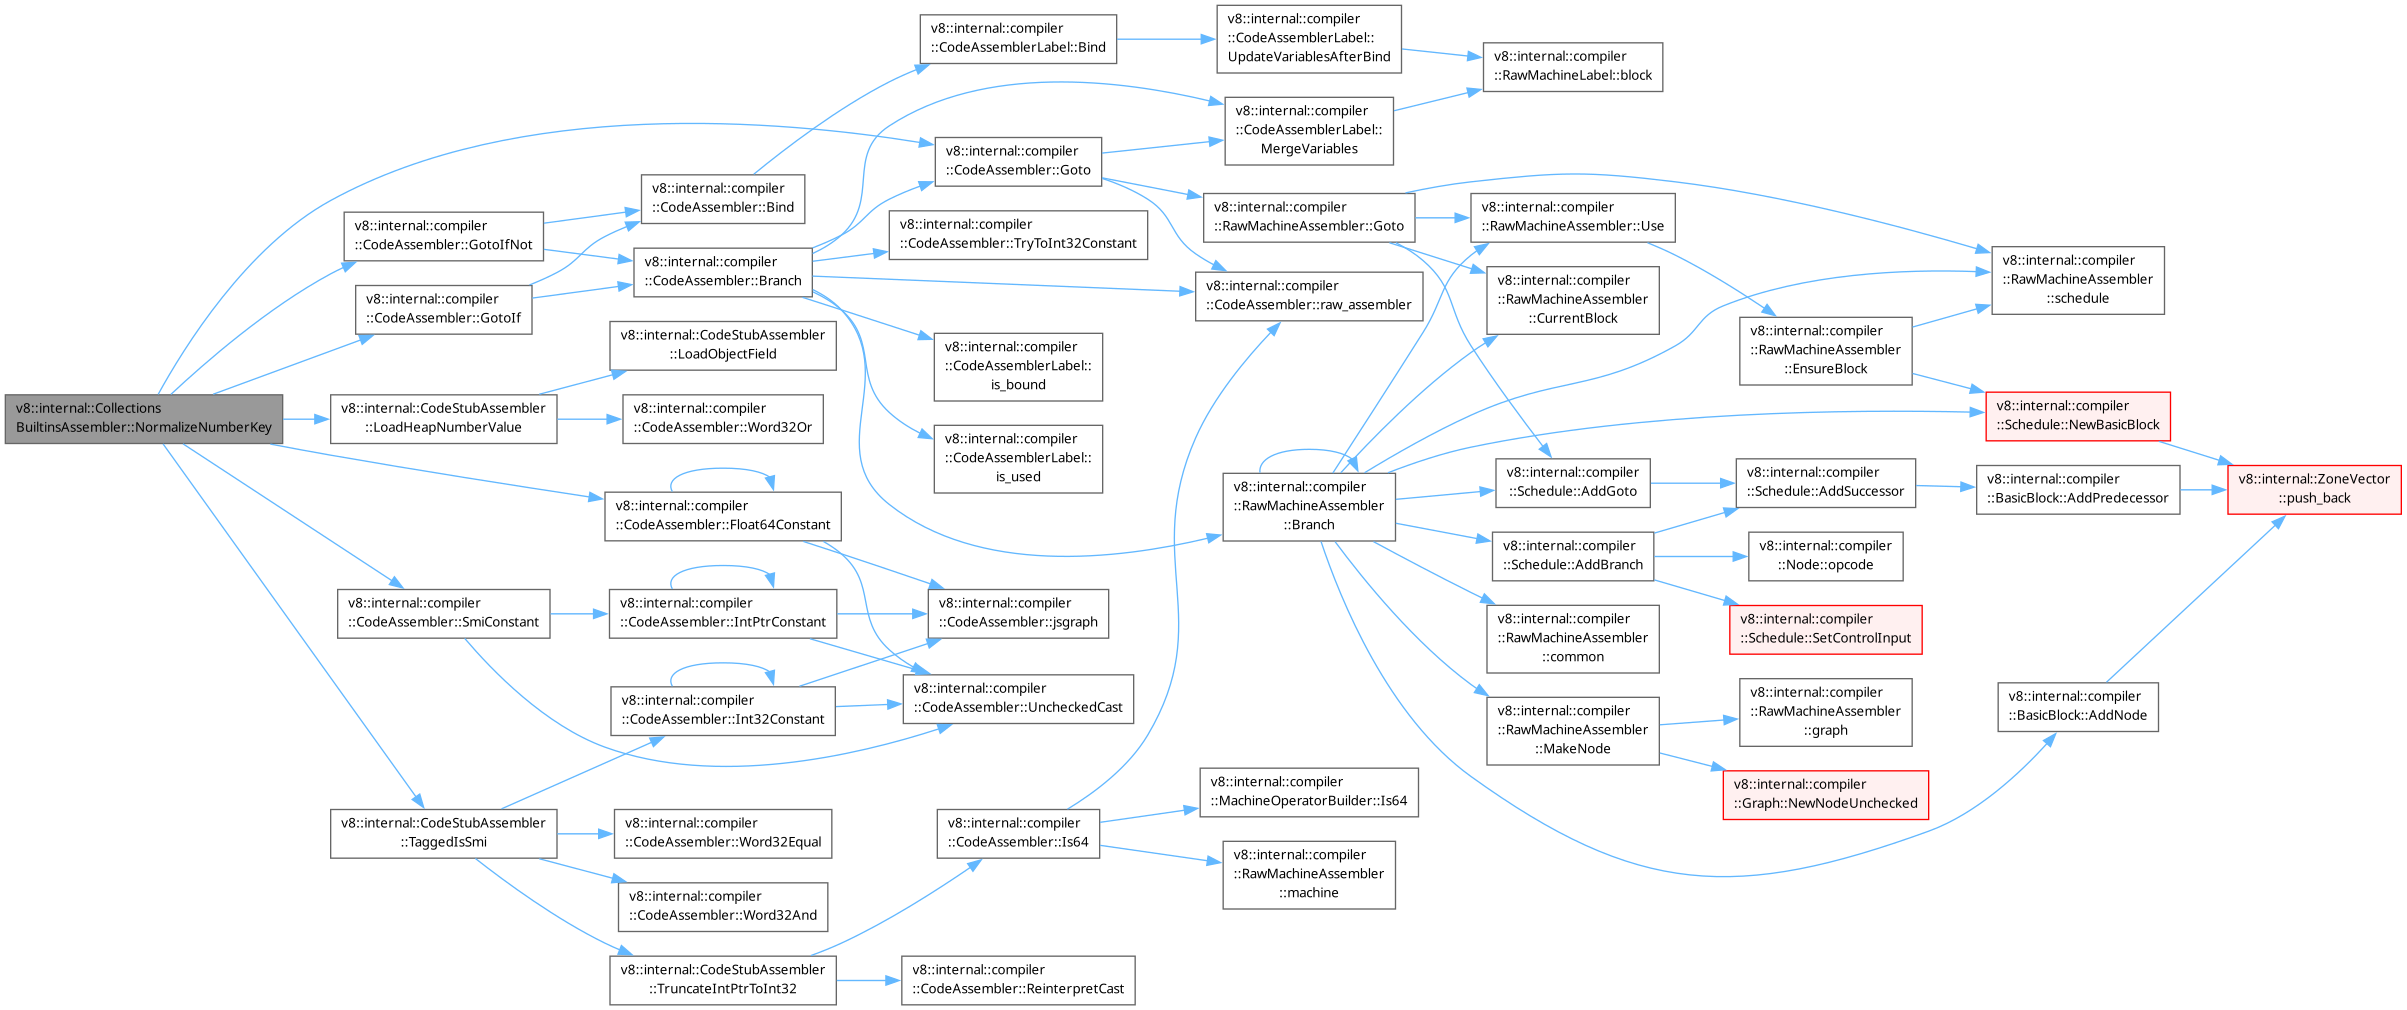 v8::internal::Collections
BuiltinsAssembler::NormalizeNumberKey
v8::internal::compiler
::CodeAssembler::GotoIfNot
v8::internal::compiler
::CodeAssembler::GotoIf
v8::internal::CodeStubAssembler
::LoadHeapNumberValue
v8::internal::compiler
::CodeAssembler::SmiConstant
v8::internal::CodeStubAssembler
::TaggedIsSmi
v8::internal::compiler
::CodeAssembler::Bind
v8::internal::compiler
::CodeAssembler::Branch
v8::internal::CodeStubAssembler
::LoadObjectField
v8::internal::compiler
::CodeAssembler::Word32Or
v8::internal::compiler
::CodeAssembler::Float64Constant
v8::internal::compiler
::CodeAssembler::IntPtrConstant
v8::internal::compiler
::CodeAssembler::Int32Constant
v8::internal::compiler
::CodeAssembler::Word32Equal
v8::internal::compiler
::CodeAssembler::Word32And
v8::internal::CodeStubAssembler
::TruncateIntPtrToInt32
v8::internal::compiler
::CodeAssemblerLabel::Bind
v8::internal::compiler
::CodeAssembler::Goto
v8::internal::compiler
::CodeAssembler::TryToInt32Constant
v8::internal::compiler
::CodeAssemblerLabel::
is_bound
v8::internal::compiler
::CodeAssemblerLabel::
is_used
v8::internal::compiler
::CodeAssembler::jsgraph
v8::internal::compiler
::CodeAssembler::UncheckedCast
v8::internal::compiler
::CodeAssembler::Is64
v8::internal::compiler
::CodeAssembler::ReinterpretCast
v8::internal::compiler
::CodeAssemblerLabel::
UpdateVariablesAfterBind
v8::internal::compiler
::CodeAssemblerLabel::
MergeVariables
v8::internal::compiler
::RawMachineAssembler::Goto
v8::internal::compiler
::CodeAssembler::raw_assembler
v8::internal::compiler
::RawMachineAssembler
::Branch
v8::internal::compiler
::MachineOperatorBuilder::Is64
v8::internal::compiler
::RawMachineAssembler
::machine
v8::internal::compiler
::RawMachineLabel::block
v8::internal::compiler
::RawMachineAssembler::Use
v8::internal::compiler
::RawMachineAssembler
::CurrentBlock
v8::internal::compiler
::Schedule::AddGoto
v8::internal::compiler
::Schedule::AddBranch
v8::internal::compiler
::RawMachineAssembler
::common
v8::internal::compiler
::RawMachineAssembler
::MakeNode
v8::internal::compiler
::RawMachineAssembler
::EnsureBlock
v8::internal::compiler
::Schedule::AddSuccessor
v8::internal::compiler
::Node::opcode
v8::internal::compiler
::Schedule::SetControlInput
v8::internal::compiler
::RawMachineAssembler
::graph
v8::internal::compiler
::Graph::NewNodeUnchecked
v8::internal::compiler
::RawMachineAssembler
::schedule
v8::internal::compiler
::Schedule::NewBasicBlock
v8::internal::compiler
::BasicBlock::AddPredecessor
v8::internal::compiler
::BasicBlock::AddNode
v8::internal::ZoneVector
::push_back